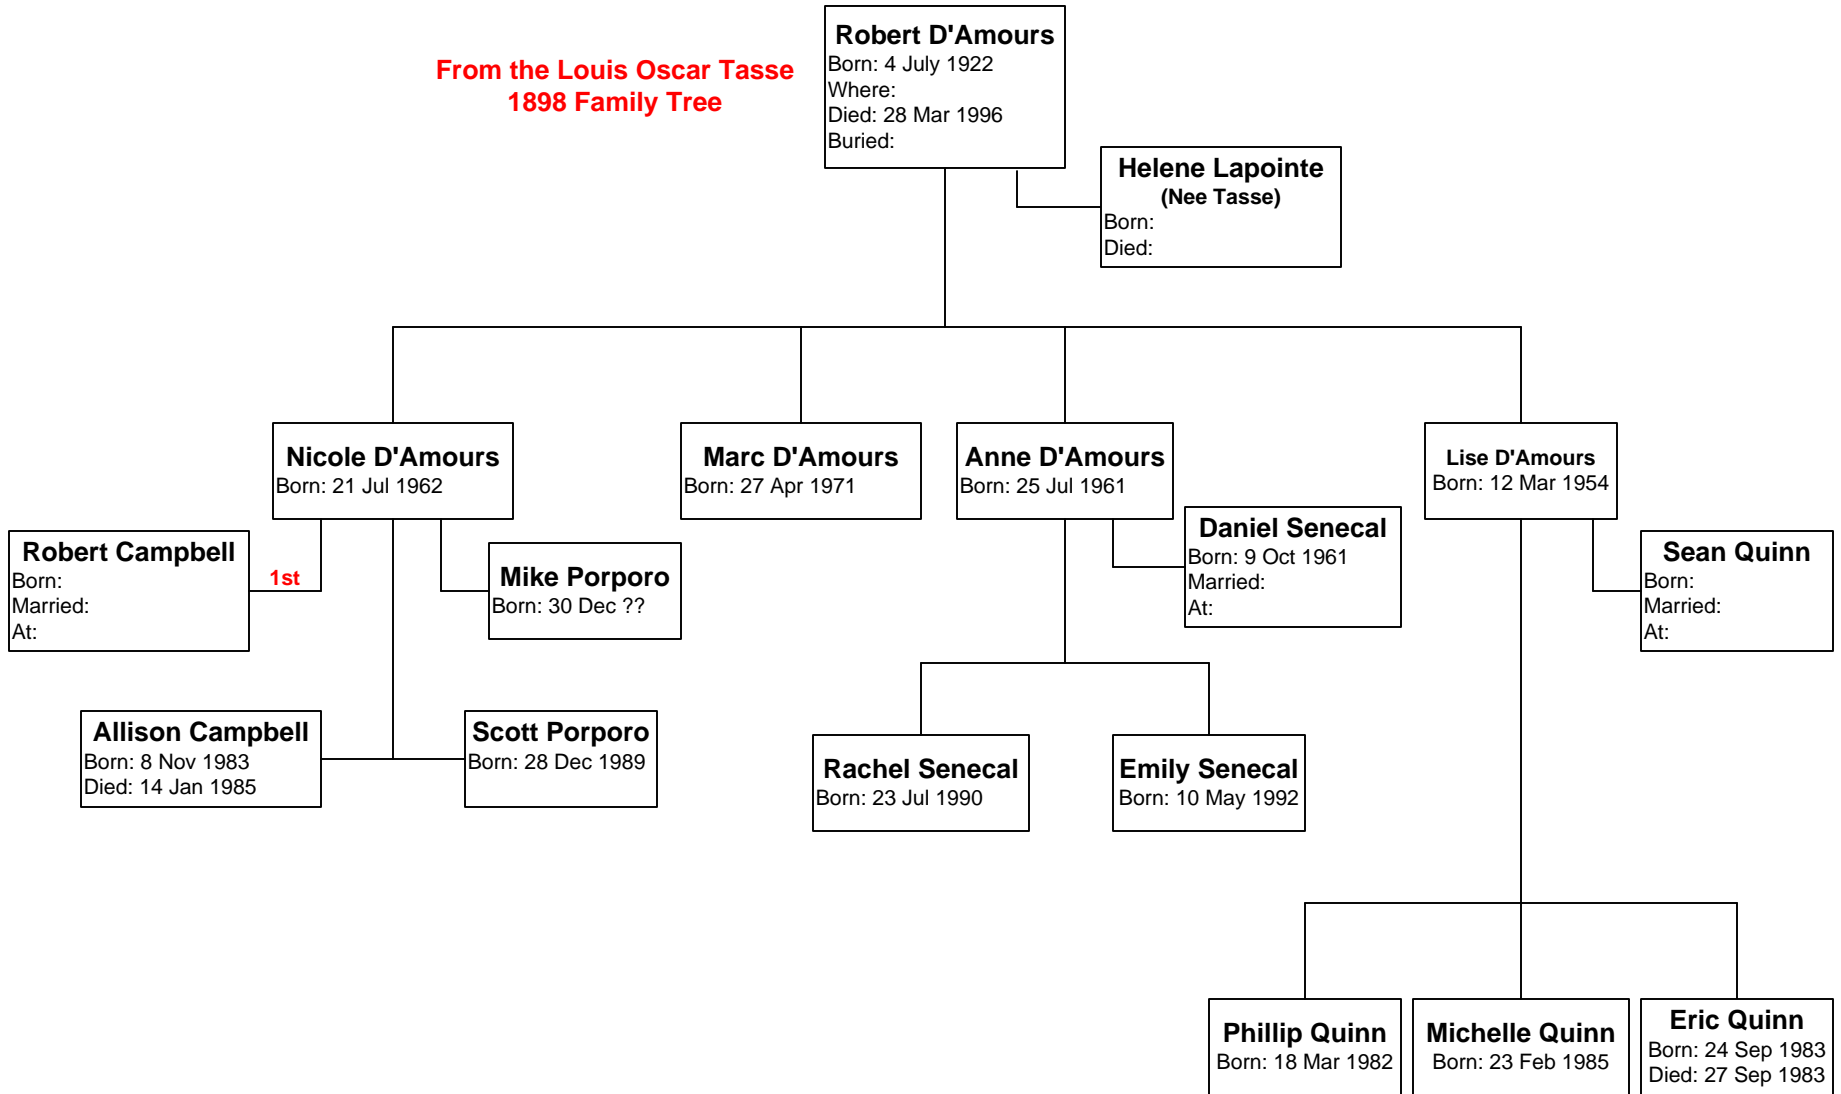 From the Louis Oscar Tasse
1898 Family Tree
Robert D'Amours
Born: 4 July 1922
Where:
Died: 28 Mar 1996
Buried:
Helene Lapointe
(Nee Tasse)
Born:
Died:
Nicole D'Amours
Born: 21 Jul 1962
Marc D'Amours
Born: 27 Apr 1971
Anne D'Amours
Born: 25 Jul 1961
Lise D'Amours
Born: 12 Mar 1954
Robert Campbell
Born:
Married:
At:
1st
Mike Porporo
Born: 30 Dec ??
Daniel Senecal
Born: 9 Oct 1961
Married:
At:
Sean Quinn
Born:
Married:
At:
Allison Campbell
Born: 8 Nov 1983
Died: 14 Jan 1985
Scott Porporo
Born: 28 Dec 1989
Rachel Senecal
Born: 23 Jul 1990
Emily Senecal
Born: 10 May 1992
Phillip Quinn
Born: 18 Mar 1982
Michelle Quinn
Born: 23 Feb 1985
Eric Quinn
Born: 24 Sep 1983
Died: 27 Sep 1983